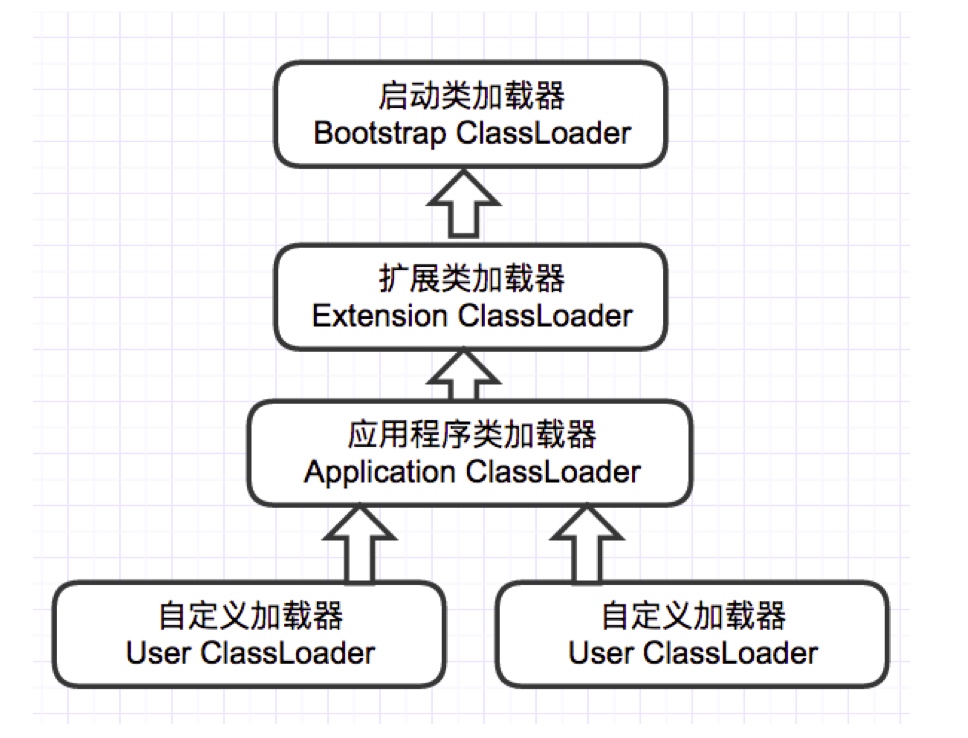 启动类加载器
Bootstrap ClassLoader
扩展类加载器
Extension ClassLoader
应用程序类加载器
Application ClassLoader
自定义加载器
User ClassLoader
自定义加载器
User ClassLoader